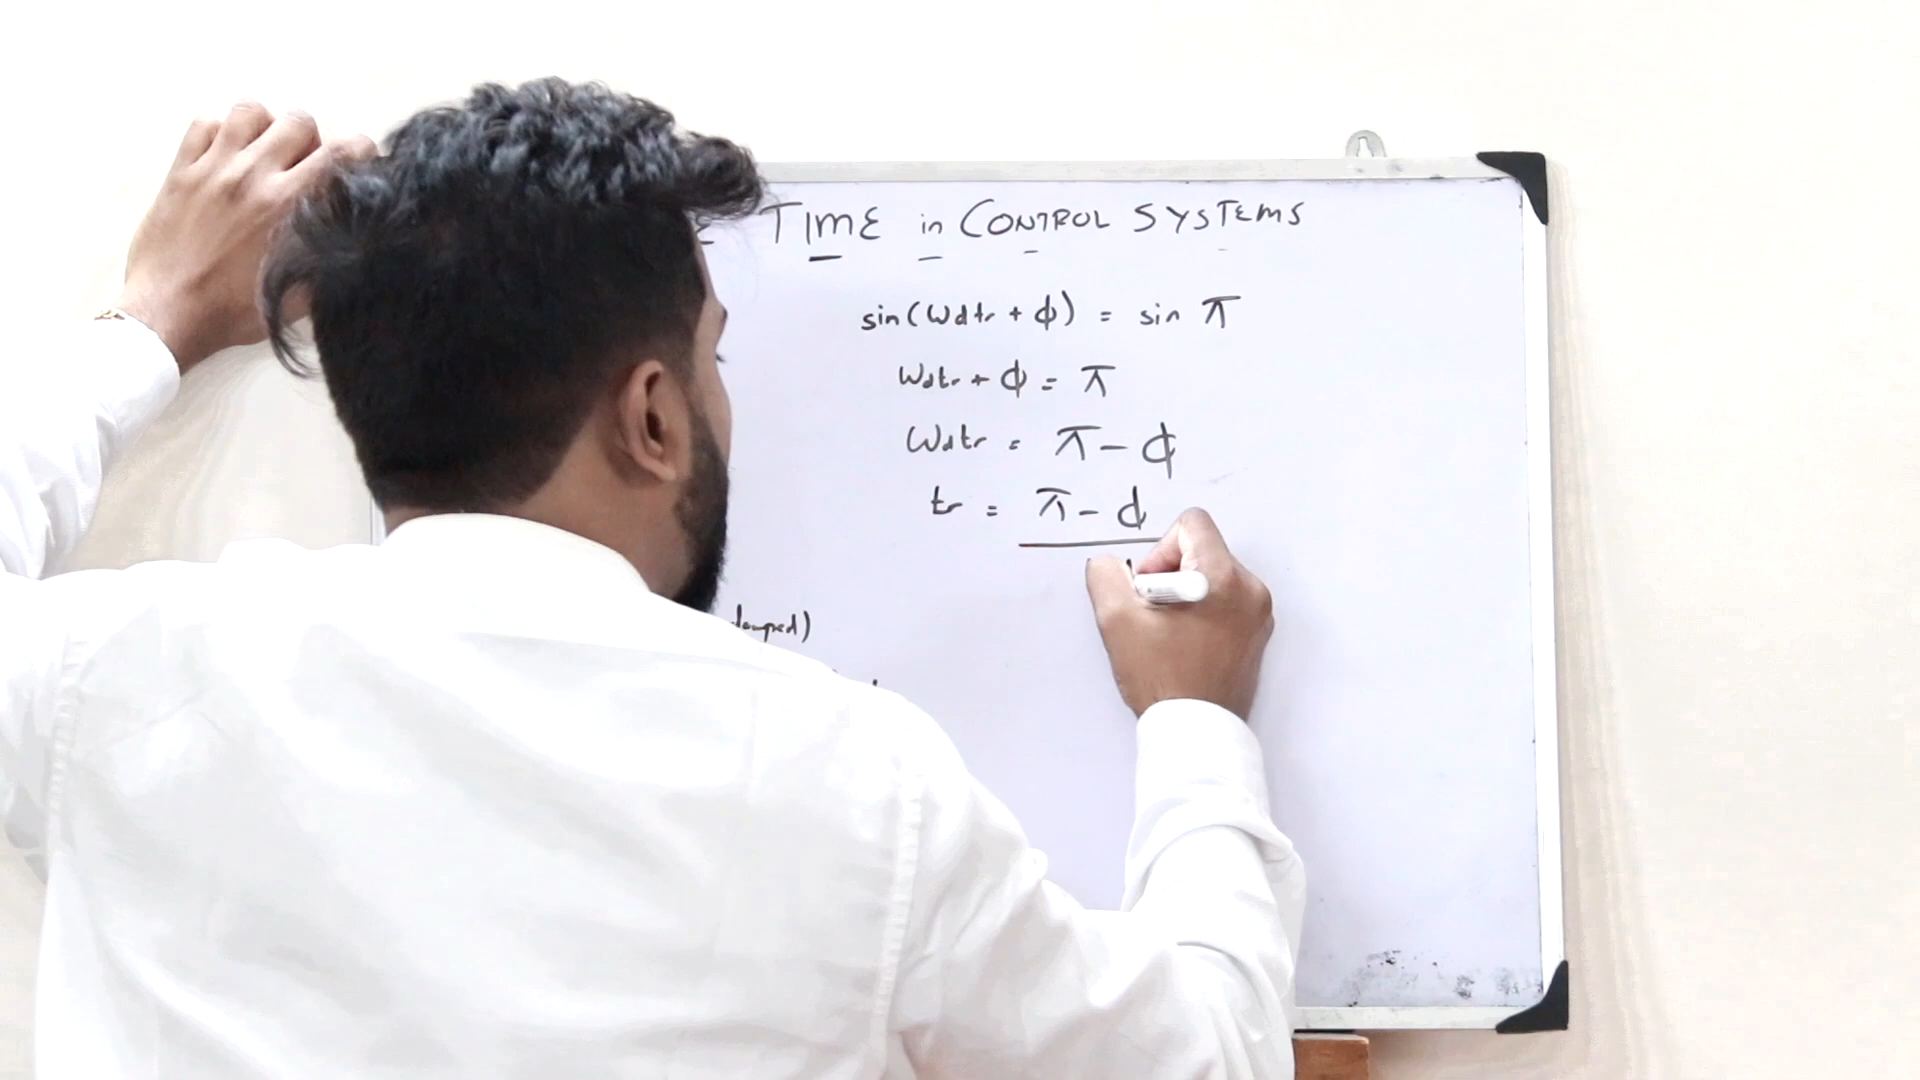 TIME in CONTROL SYSTEMS
sin(Wdtr + ϕ) = sin π
Wdtr + ϕ = π
Wdtr = π - ϕ
tr = π - ϕ
damped)